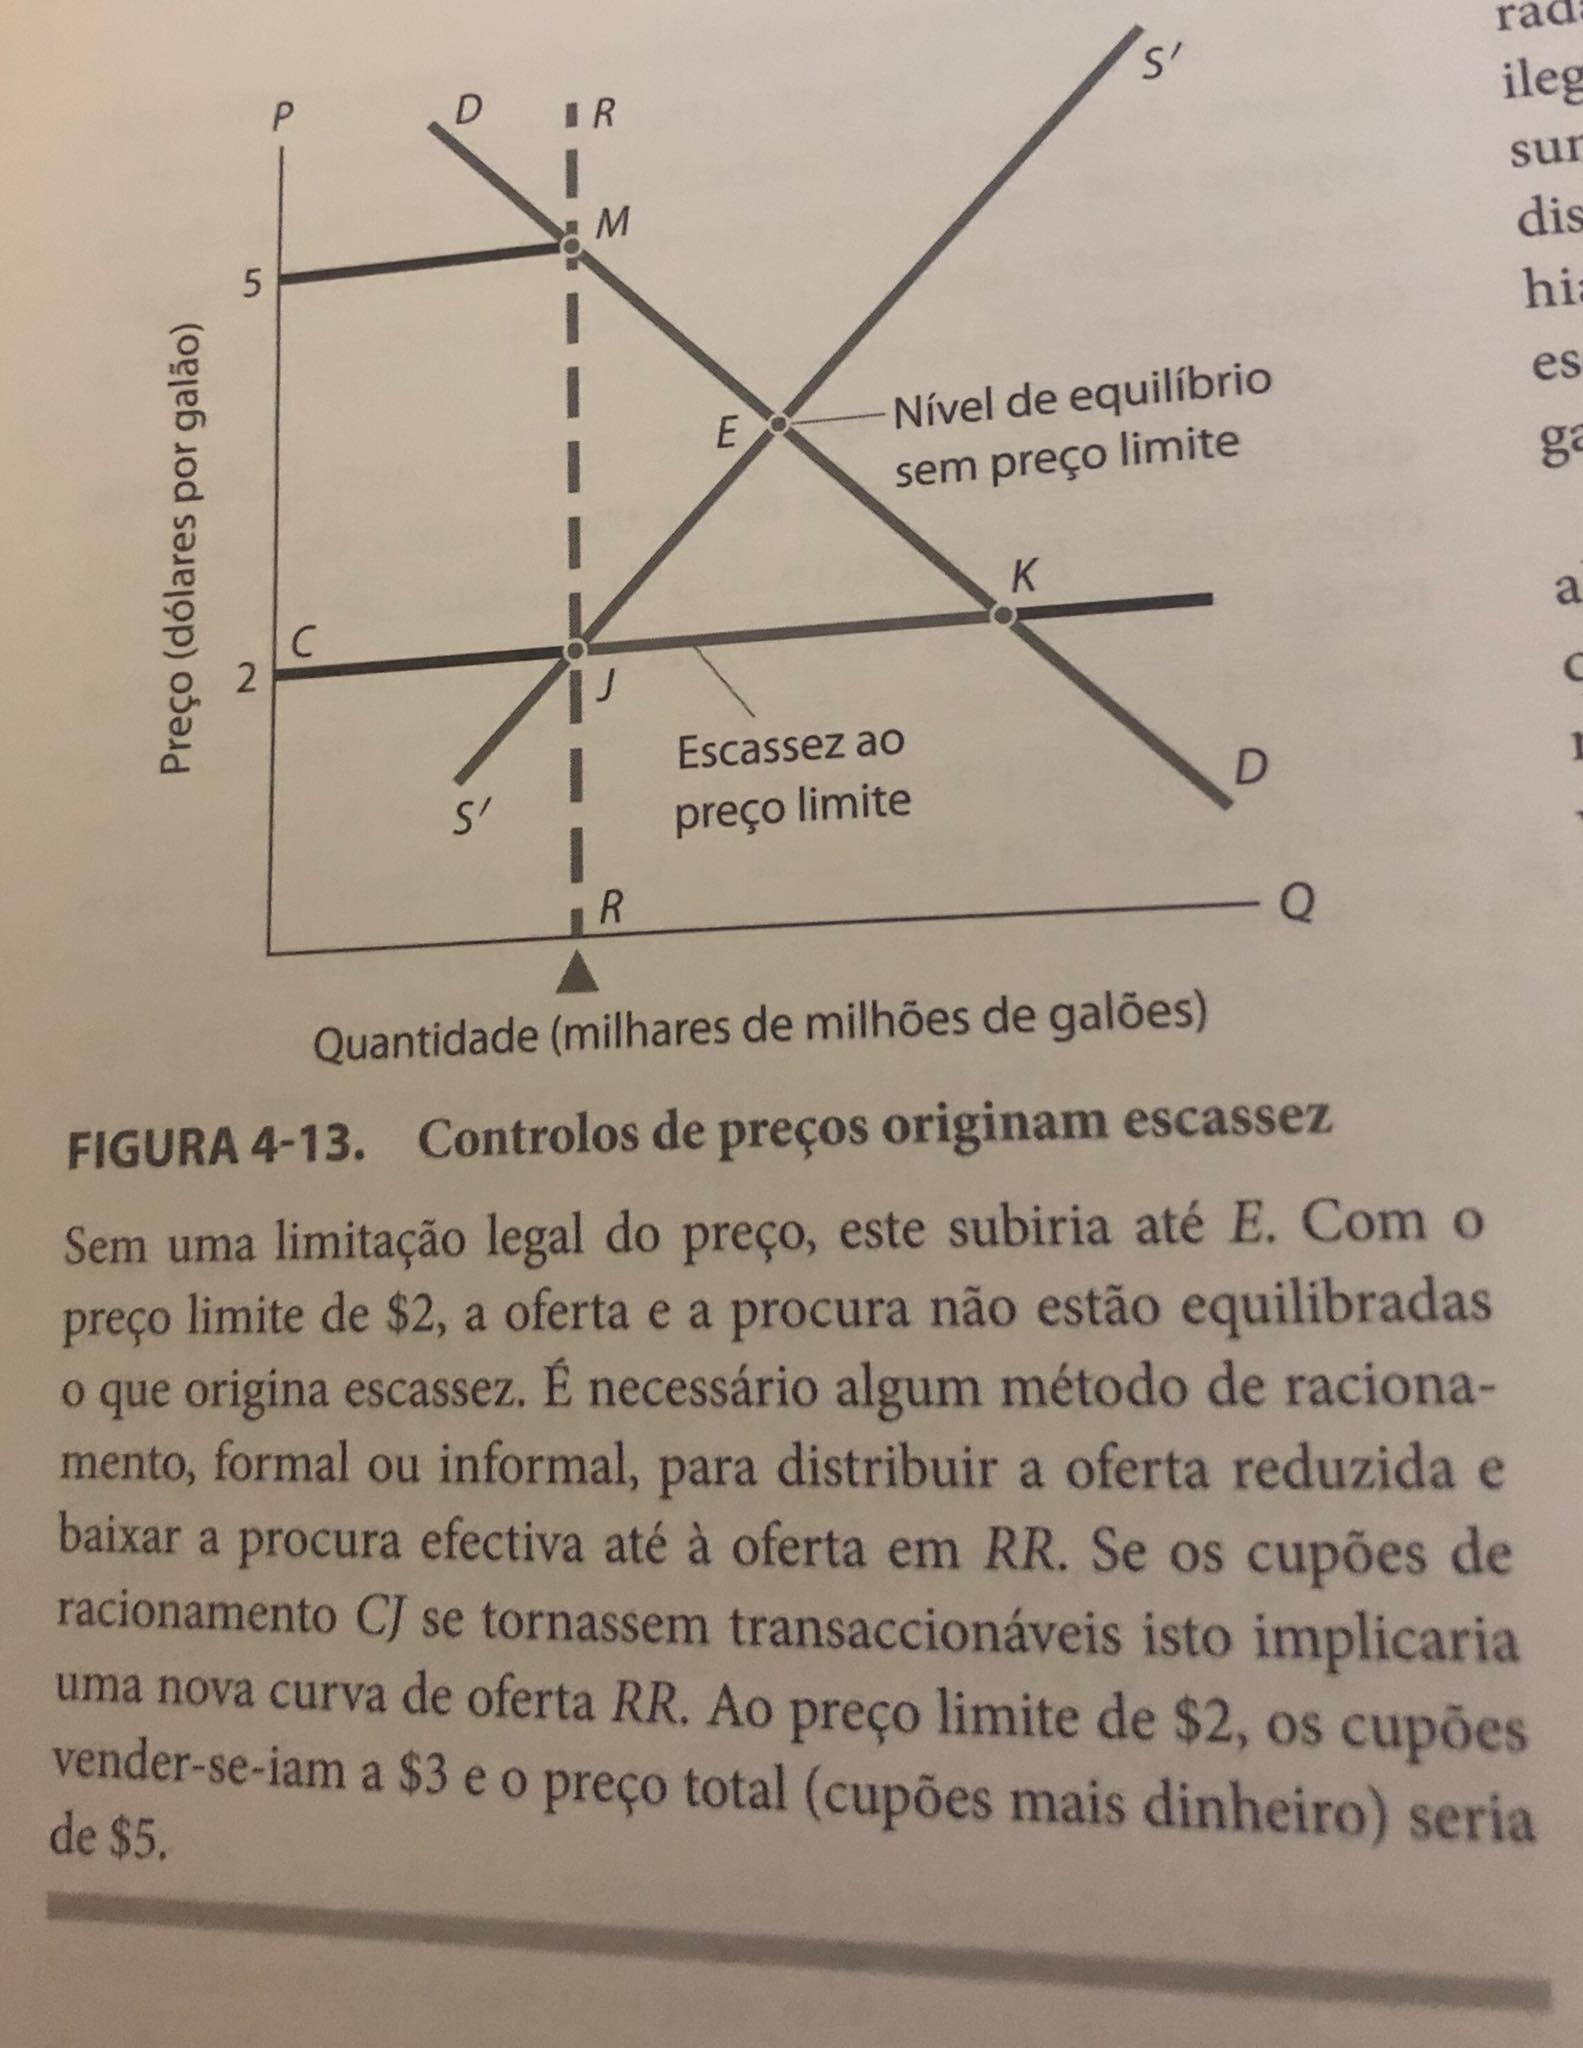 P
D
R
S′
M
5
E
Nível de equilíbrio
sem preço limite
K
C
2
J
Escassez ao
preço limite
S′
D
R
Q
Preço (dólares por galão)
Quantidade (milhares de milhões de galões)
FIGURA 4-13. Controlos de preços originam escassez
Sem uma limitação legal do preço, este subiria até E. Com o
preço limite de $2, a oferta e a procura não estão equilibradas
o que origina escassez. É necessário algum método de raciona-
mento, formal ou informal, para distribuir a oferta reduzida e
baixar a procura efectiva até à oferta em RR. Se os cupões de
racionamento CJ se tornassem transaccionáveis isto implicaria
uma nova curva de oferta RR. Ao preço limite de $2, os cupões
vender-se-iam a $3 e o preço total (cupões mais dinheiro) seria
de $5.